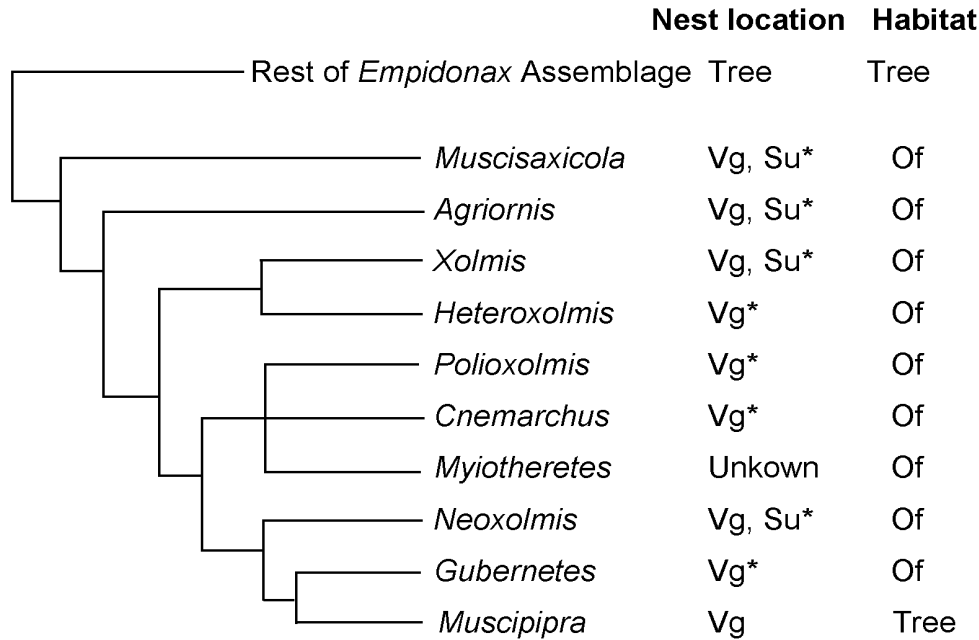 Nest location Habitat
Rest of Empidonax Assemblage Tree Tree
Muscisaxicola Vg, Su* Of
Agriornis Vg, Su* Of
Xolmis Vg, Su* Of
Heteroxolmis Vg* Of
Polioxolmis Vg* Of
Cnemarchus Vg* Of
Myiotheretes Unkown Of
Neoxolmis Vg, Su* Of
Gubernetes Vg* Of
Muscipipra Vg Tree